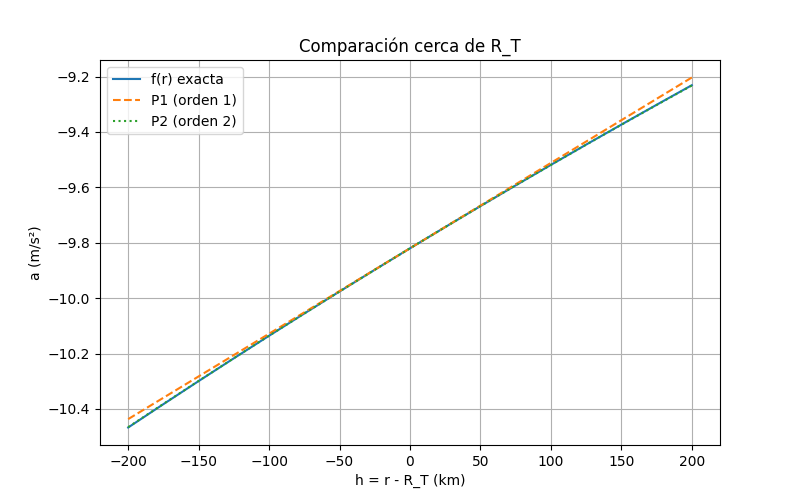 Comparación cerca de R_T
f(r) exacta
P1 (orden 1)
P2 (orden 2)
−9.2
−9.4
−9.6
−9.8
−10.0
−10.2
−10.4
a (m/s²)
−200 −150 −100 −50 0 50 100 150 200
h = r - R_T (km)